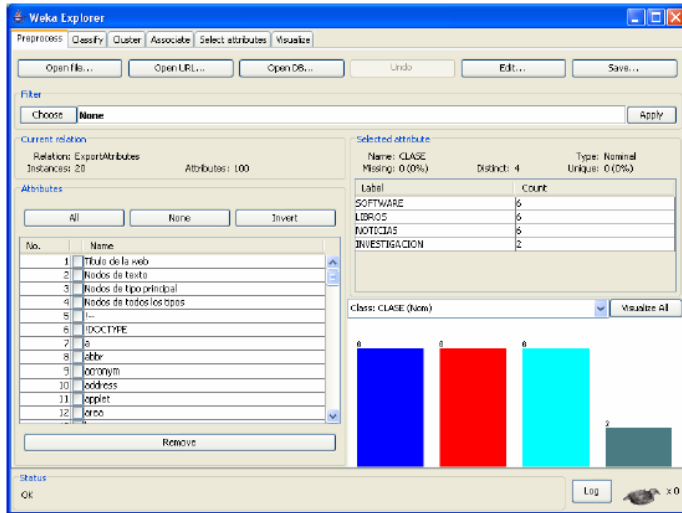 Weka Explorer
Preprocess Classify Cluster Associate Select attributes Visualize
Open file... Open URL... Open DB... Undo Edit... Save...
Filter
Choose None Apply
Current relation
Relation: ExportAtributes
Instances: 20 Attributes: 100
Attributes
All None Invert
No. Name
1 Titulo de la web
2 Nodos de texto
3 Nodos de tipo principal
4 Nodos de todos los tipos
5 !--
6 !DOCTYPE
7 a
8 abbr
9 acronym
10 address
11 applet
12 area
Remove
Selected attribute
Name: CLASE Type: Nominal
Missing: 0 (0%) Distinct: 4 Unique: 0 (0%)
Label Count
SOFTWARE 6
LIBROS 6
NOTICIAS 6
INVESTIGACION 2
Class: CLASE (Nom) Visualize All
6 6 6 2
Status
OK
Log x 0